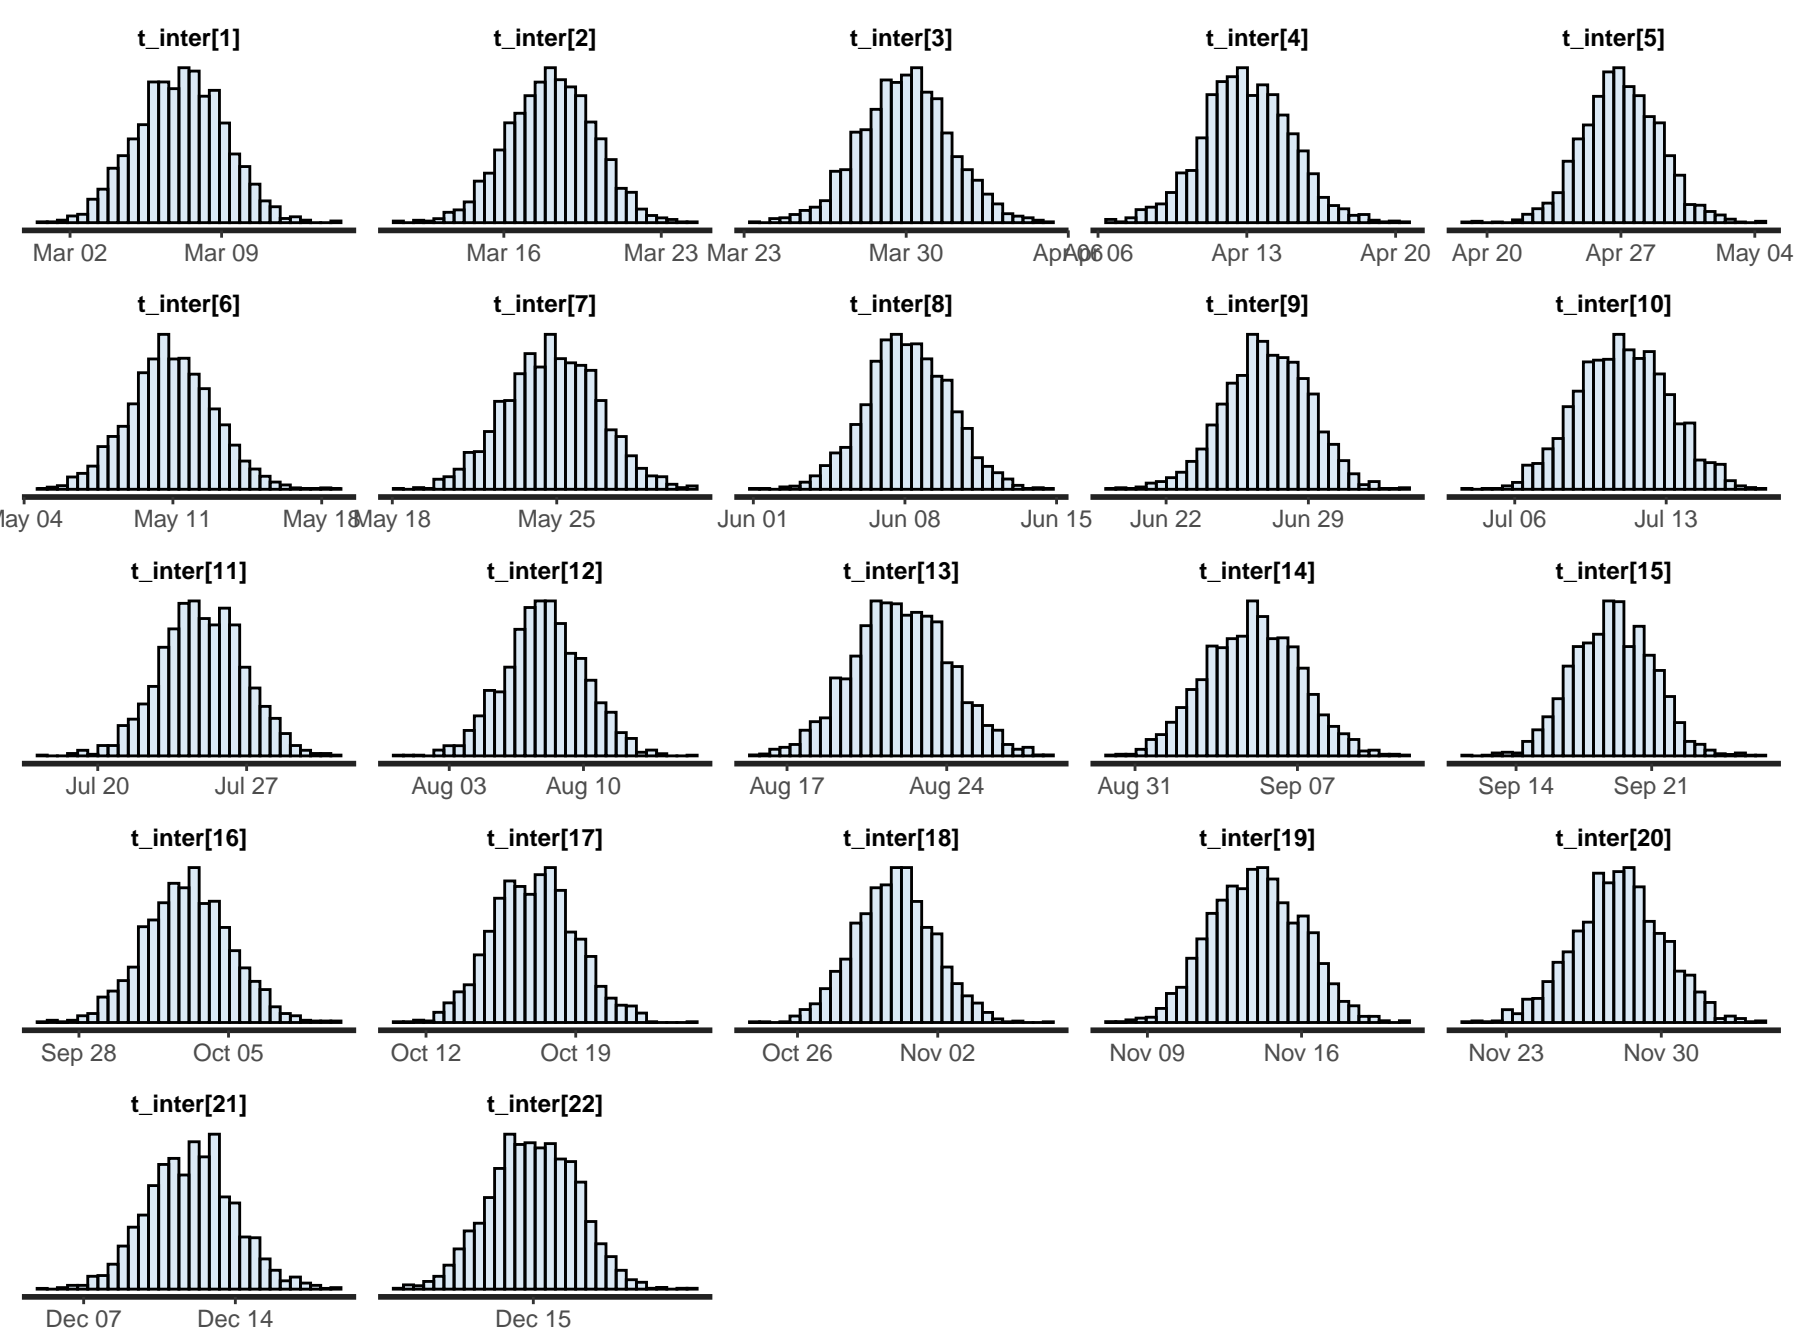 t_inter[1] t_inter[2] t_inter[3] t_inter[4] t_inter[5]
Mar 02 Mar 09 Mar 16 Mar 23 Mar 23 Mar 30 Apr 06 Apr 06 Apr 13 Apr 20 Apr 20 Apr 27 May 04
t_inter[6] t_inter[7] t_inter[8] t_inter[9] t_inter[10]
May 04 May 11 May 18 May 18 May 25 Jun 01 Jun 08 Jun 15 Jun 22 Jun 29 Jul 06 Jul 13
t_inter[11] t_inter[12] t_inter[13] t_inter[14] t_inter[15]
Jul 20 Jul 27 Aug 03 Aug 10 Aug 17 Aug 24 Aug 31 Sep 07 Sep 14 Sep 21
t_inter[16] t_inter[17] t_inter[18] t_inter[19] t_inter[20]
Sep 28 Oct 05 Oct 12 Oct 19 Oct 26 Nov 02 Nov 09 Nov 16 Nov 23 Nov 30
t_inter[21] t_inter[22]
Dec 07 Dec 14 Dec 15